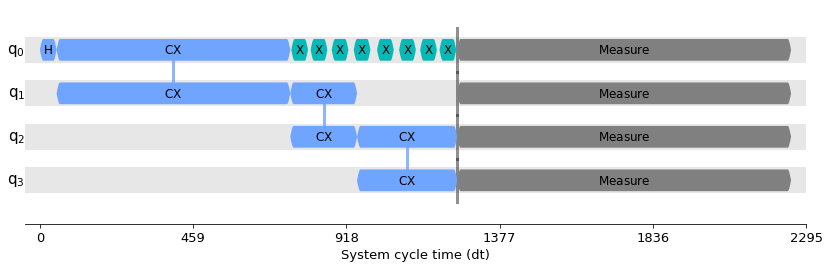 q0 H CX X X X X X X X X Measure
q1 CX CX Measure
q2 CX CX Measure
q3 CX Measure
0 459 918 1377 1836 2295
System cycle time (dt)